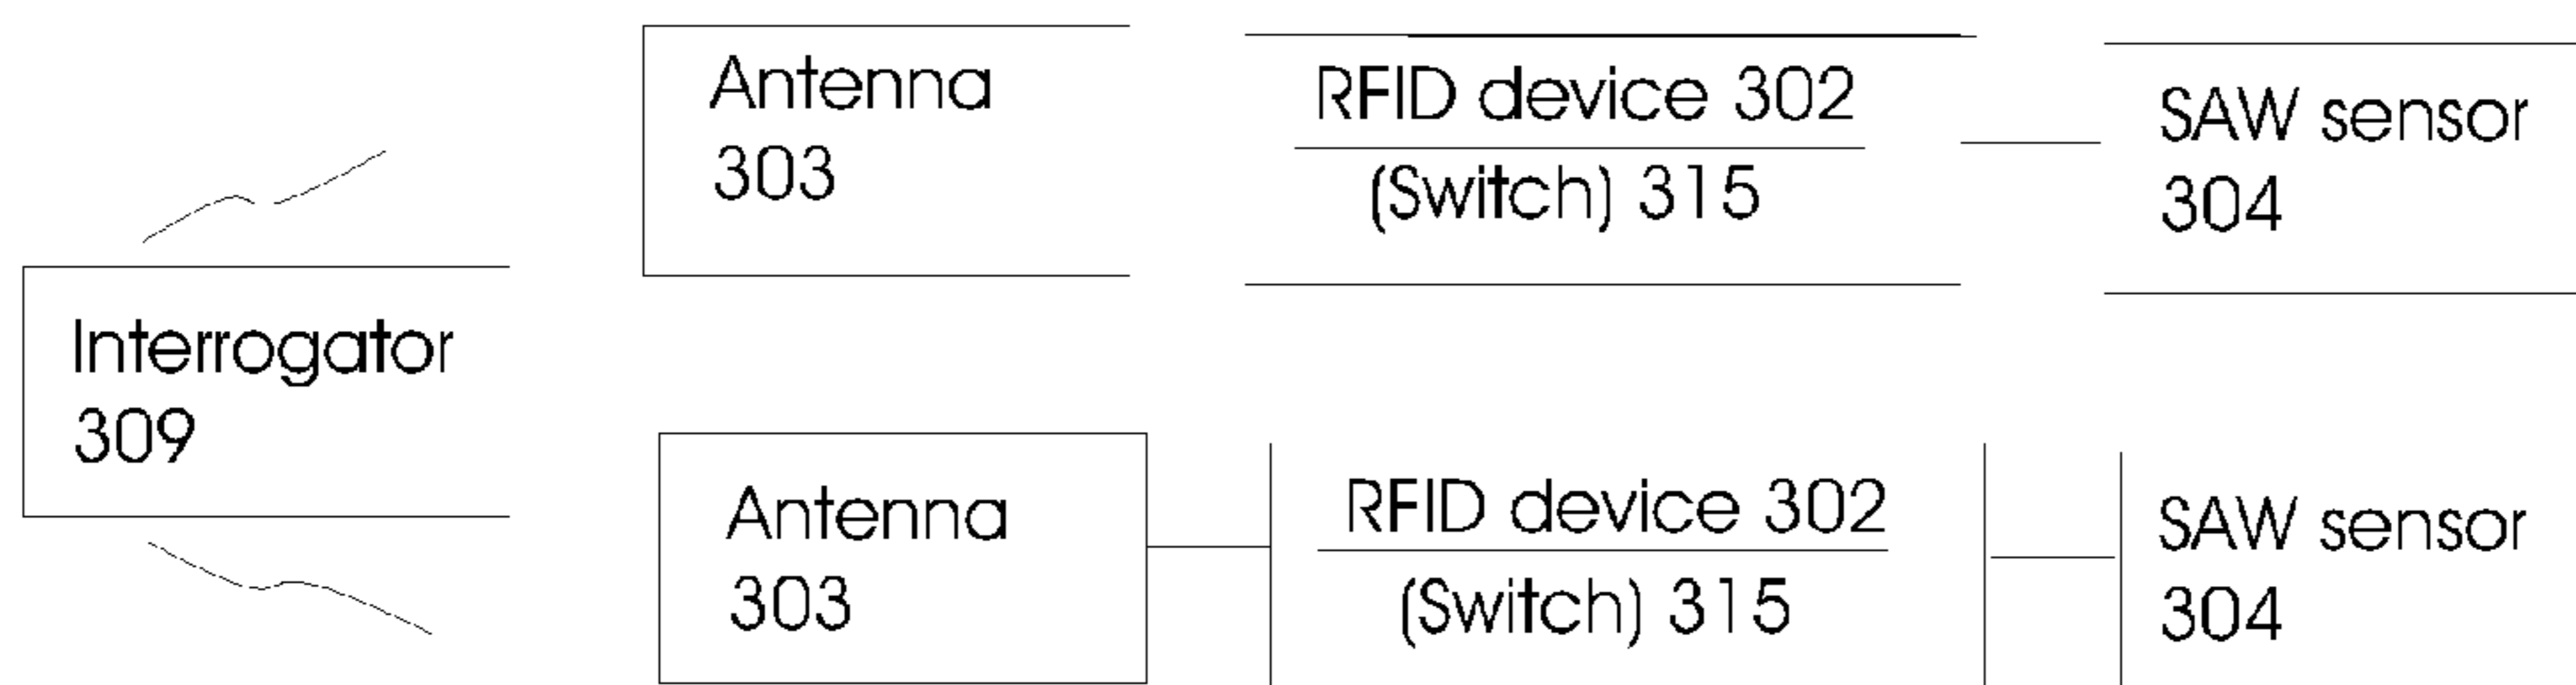 Antenna
303
RFID device 302
(Switch) 315
SAW sensor
304
Interrogator
309
Antenna
303
RFID device 302
(Switch) 315
SAW sensor
304